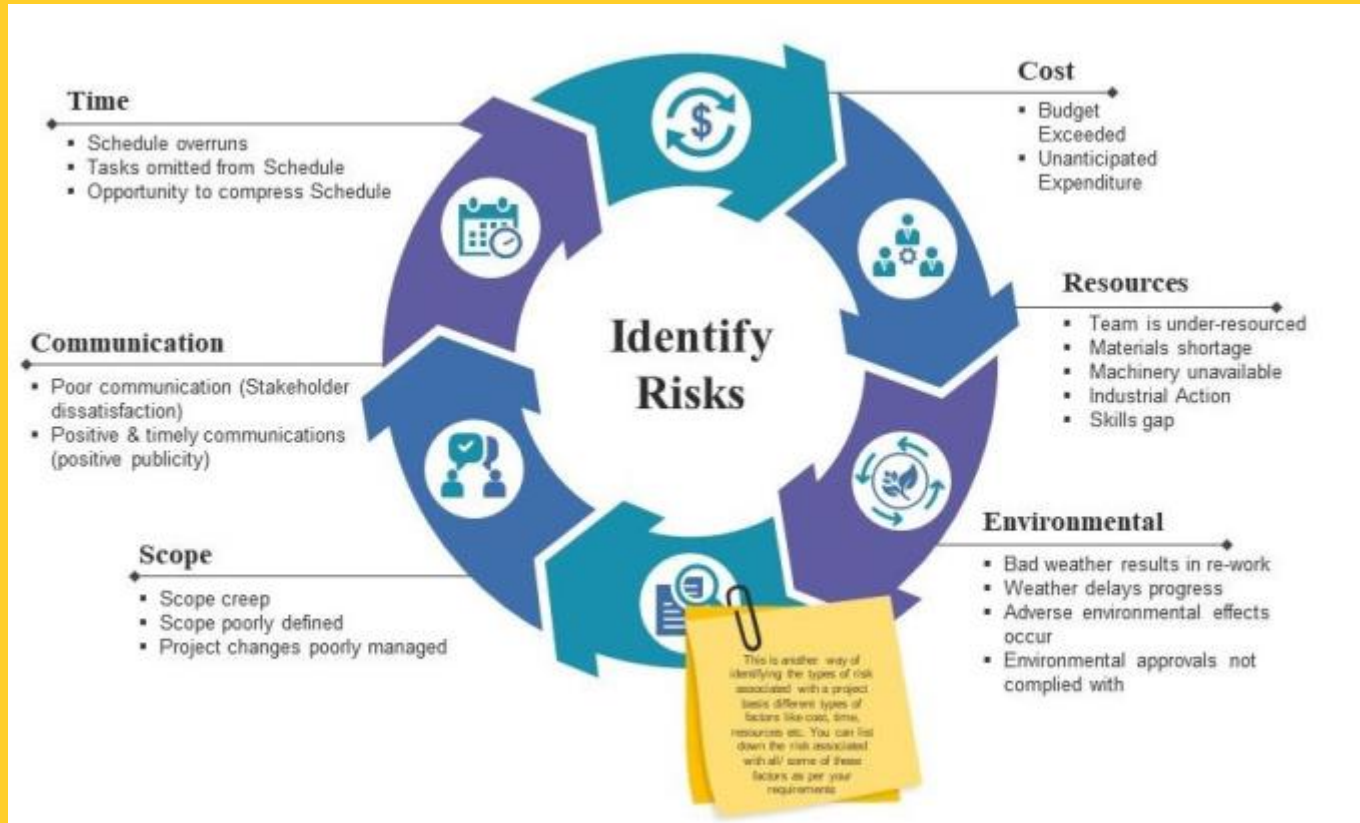 Time
▪ Schedule overruns
▪ Tasks omitted from Schedule
▪ Opportunity to compress Schedule
Cost
▪ Budget
Exceeded
▪ Unanticipated
Expenditure
Resources
▪ Team is under-resourced
▪ Materials shortage
▪ Machinery unavailable
▪ Industrial Action
▪ Skills gap
Identify
Risks
Communication
▪ Poor communication (Stakeholder
dissatisfaction)
▪ Positive & timely communications
(positive publicity)
Environmental
▪ Bad weather results in re-work
▪ Weather delays progress
▪ Adverse environmental effects
occur
▪ Environmental approvals not
complied with
Scope
▪ Scope creep
▪ Scope poorly defined
▪ Project changes poorly managed
$
This is another way of
identifying the types of risk
associated with a project
basis different types of
factors like cost, time,
resources etc. You can list
down the risk associated
with all/ some of these
factors as per your
requirements